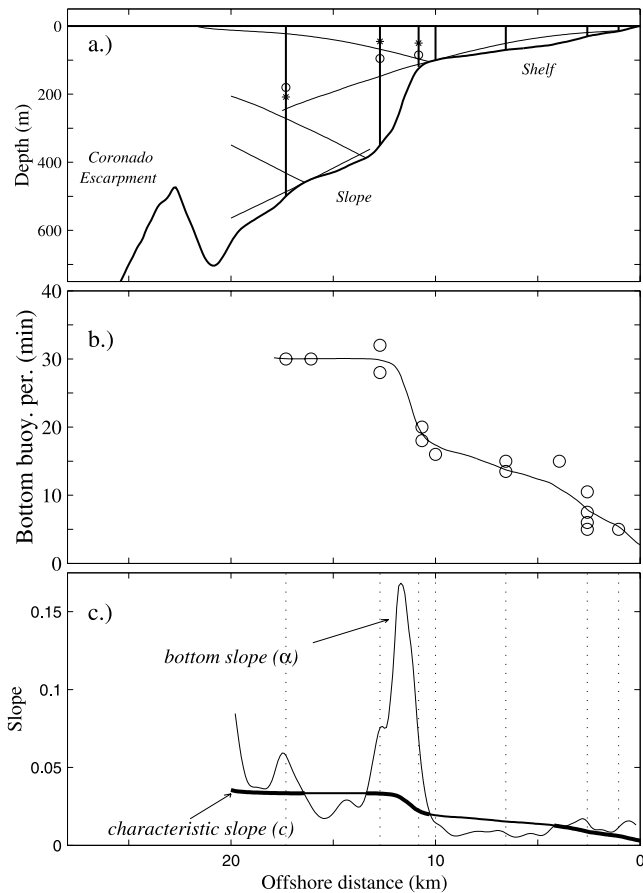 0
a.)
Shelf
200
Depth (m)
Coronado
Escarpment
400
Slope
600
40
b.)
30
Bottom buoy. per. (min)
20
10
0
0.15
c.)
bottom slope (α)
0.1
Slope
0.05
characteristic slope (c)
0
20 10 0
Offshore distance (km)